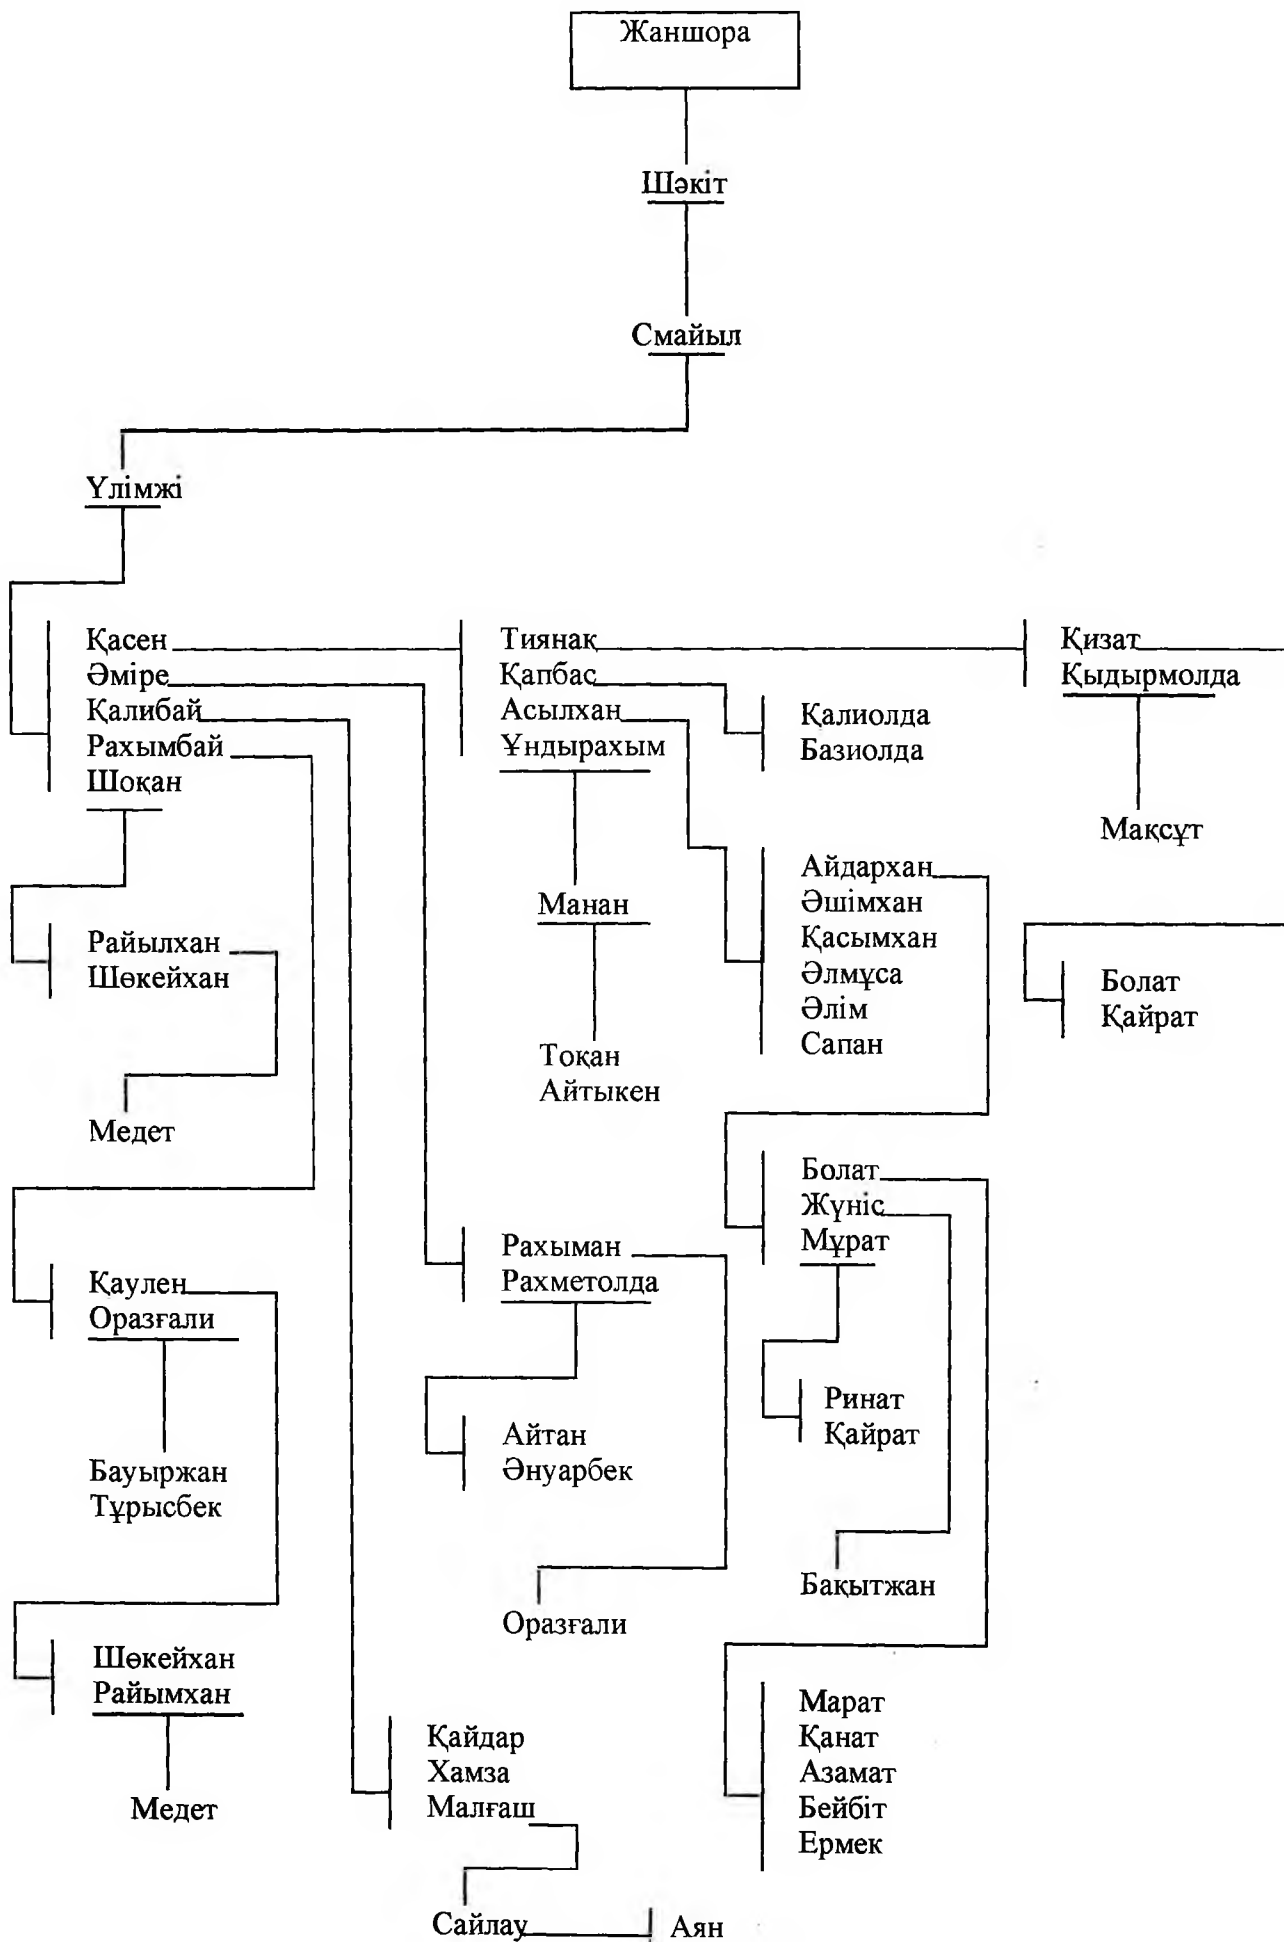 Жаншора
Шәкіт
Смайыл
Үлімжі
Қасен
Әміре
Қалибай
Рахымбай
Шоқан
Тиянақ
Қапбас
Асылхан
Ұндырахым
Қизат
Қыдырмолда
Қалиолда
Базиолда
Мақсұт
Манан
Айдархан
Әшімхан
Қасымхан
Әлмұса
Әлім
Сапан
Райылхан
Шөкейхан
Болат
Қайрат
Тоқан
Айтыкен
Медет
Болат
Жүніс
Мұрат
Рахыман
Рахметолда
Қаулен
Оразғали
Ринат
Қайрат
Айтан
Әнуарбек
Бауыржан
Тұрысбек
Бақытжан
Оразғали
Шөкейхан
Райымхан
Марат
Қанат
Азамат
Бейбіт
Ермек
Қайдар
Хамза
Малғаш
Медет
Сайлау
Аян